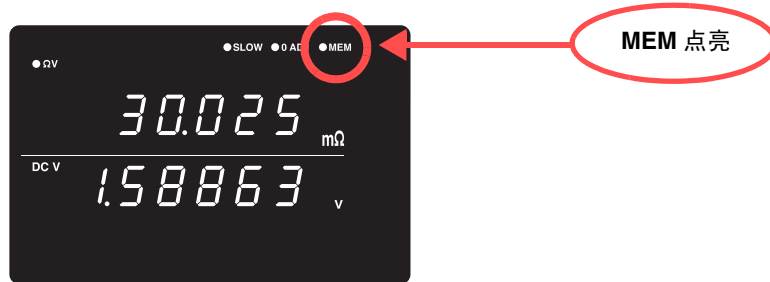 ●SLOW ●0 AD ●MEM
MEM 点亮
●ΩV
30.025 mΩ
DC V
1.58863 V